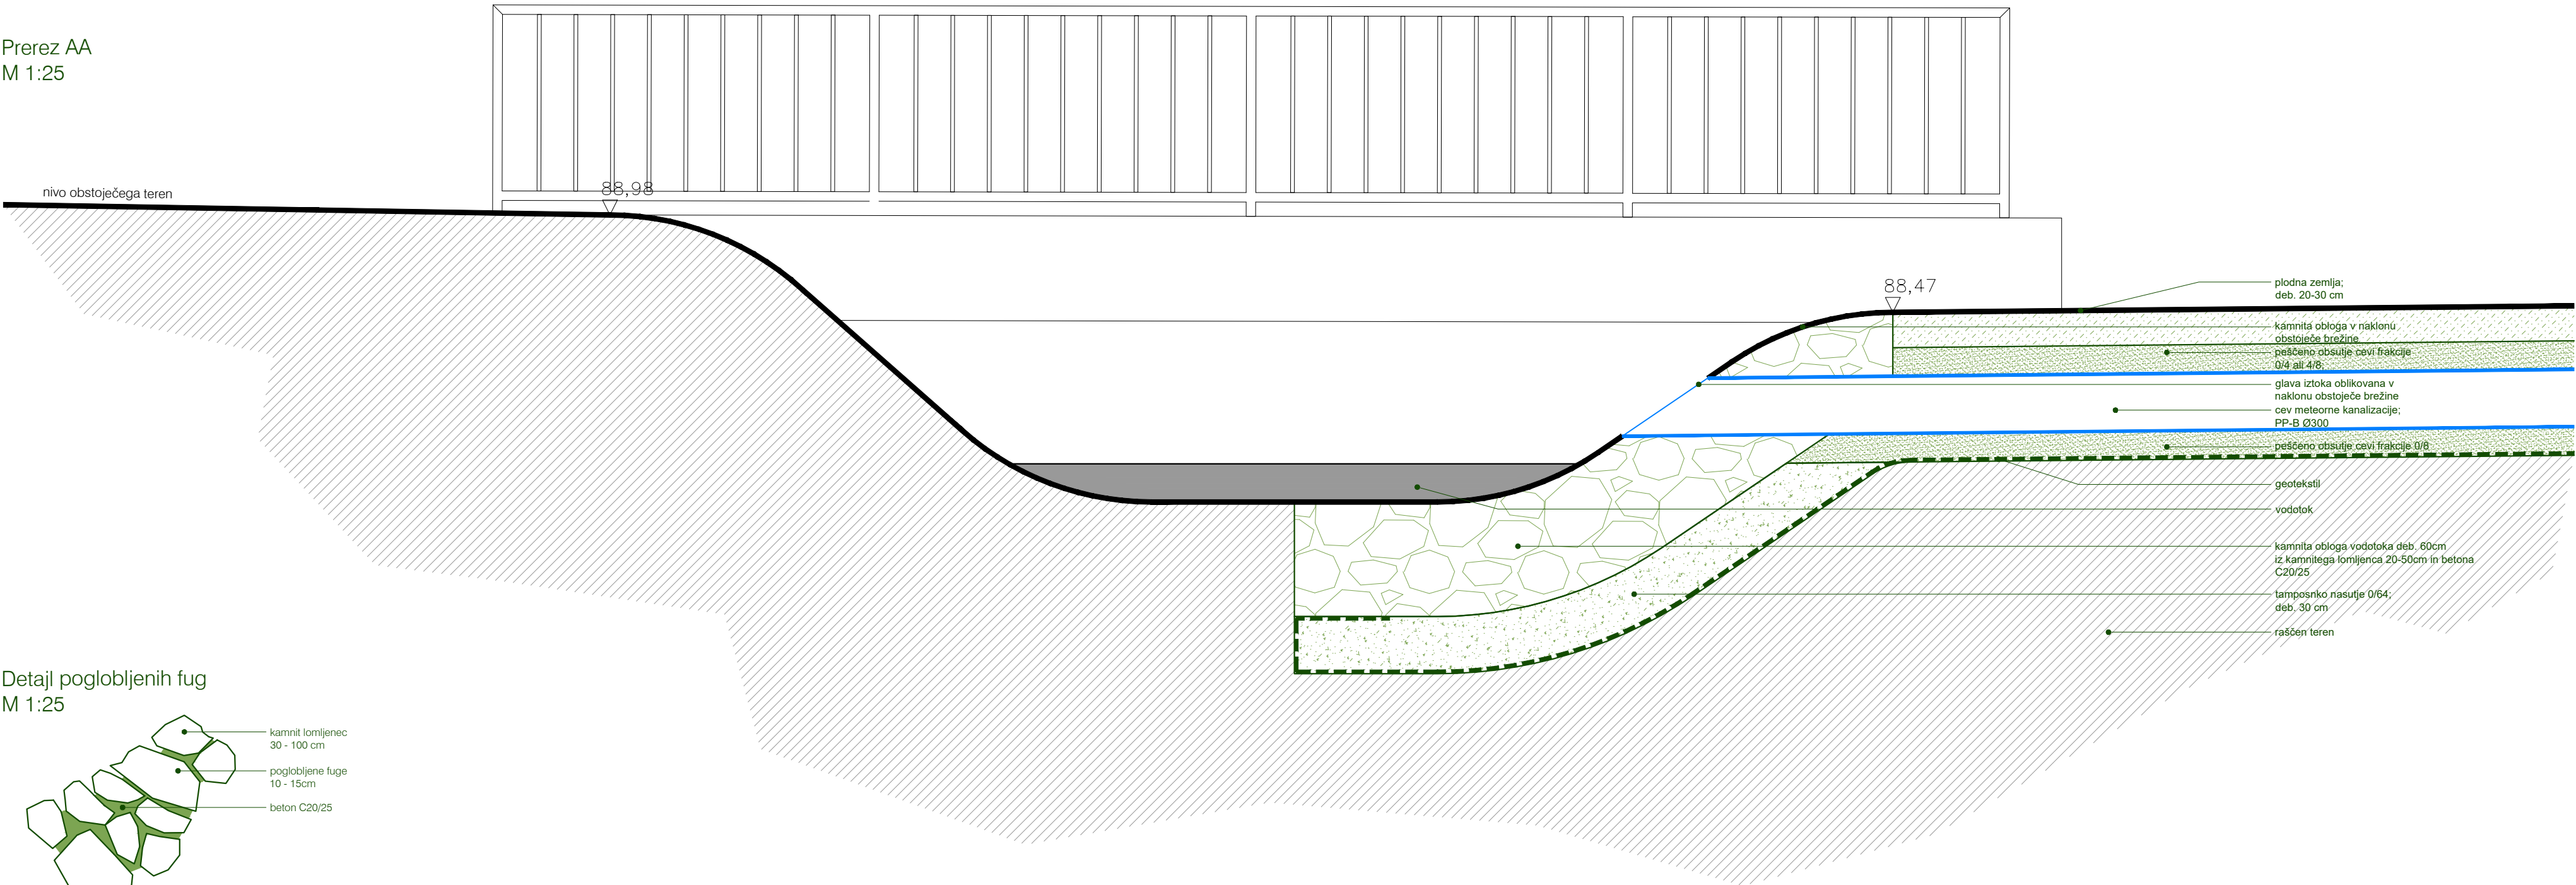 Prerez AA
M 1:25
nivo obstoječega teren
88,98
88,47
plodna zemlja;
deb. 20-30 cm
kamnita obloga v naklonu
obstoječe brežine
peščeno obsutje cevi frakcije
0/4 ali 4/8;
glava iztoka oblikovana v
naklonu obstoječe brežine
cev meteorne kanalizacije;
PP-B Ø300
peščeno obsutje cevi frakcije 0/8
geotekstil
vodotok
kamnita obloga vodotoka deb. 60cm
iz kamnitega lomljenca 20-50cm in betona
C20/25
tamposnko nasutje 0/64;
deb. 30 cm
raščen teren
Detajl poglobljenih fug
M 1:25
kamnit lomljenec
30 - 100 cm
poglobljene fuge
10 - 15cm
beton C20/25